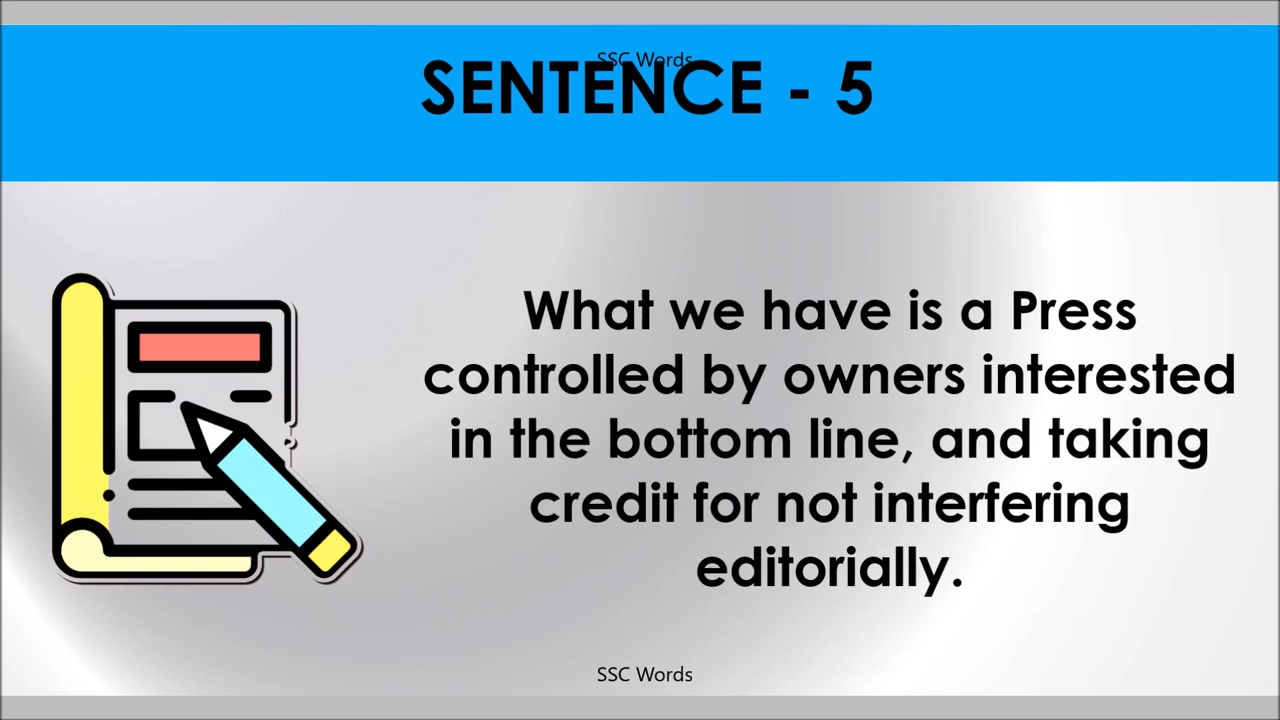 SSC Words
SENTENCE - 5
What we have is a Press
controlled by owners interested
in the bottom line, and taking
credit for not interfering
editorially.
SSC Words